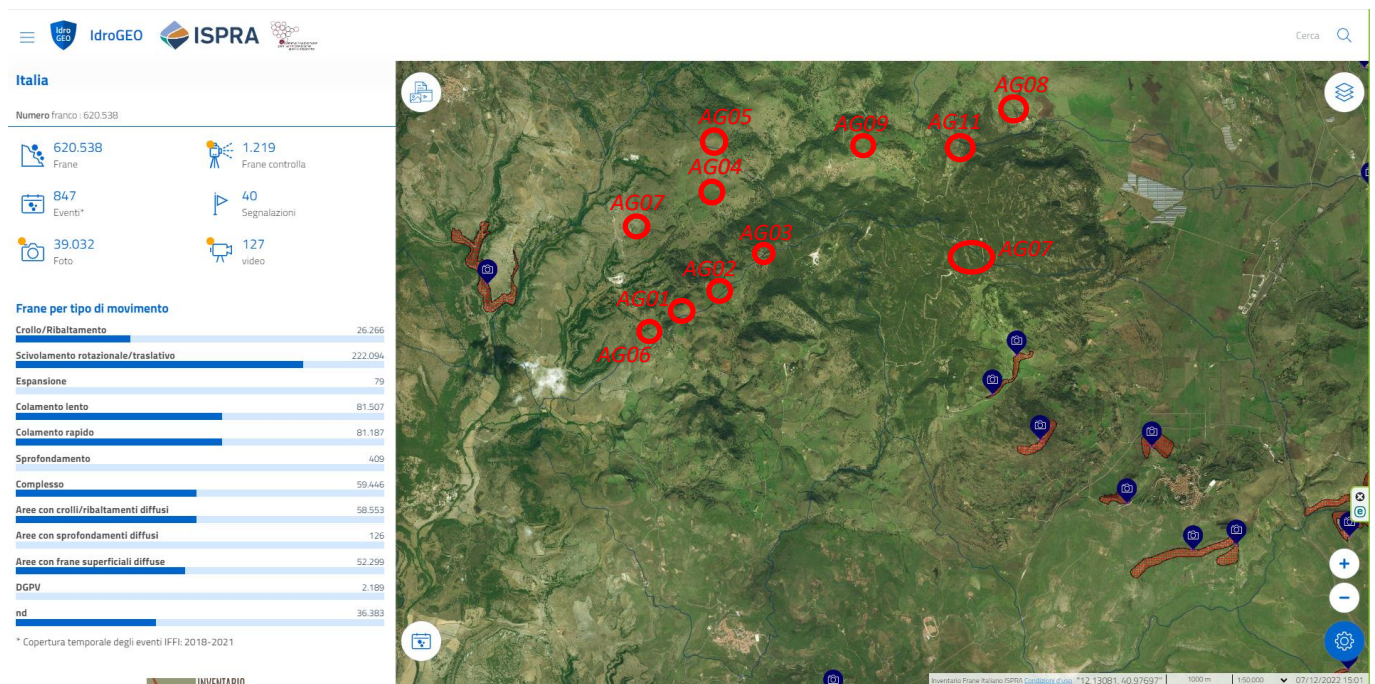 Idro
GEO
IdroGEO
ISPRA
Cerca
Italia
Numero franco : 620.538
620.538
Frane
1.219
Frane controlla
847
Eventi*
40
Segnalazioni
39.032
Foto
127
video
Frane per tipo di movimento
Crollo/Ribaltamento 26.266
Scivolamento rotazionale/traslativo 222.094
Espansione 79
Colamento lento 81.507
Colamento rapido 81.187
Sprofondamento 409
Complesso 59.446
Aree con crolli/ribaltamenti diffusi 58.553
Aree con sprofondamenti diffusi 126
Aree con frane superficiali diffuse 52.299
DGPV 2.189
nd 36.383
* Copertura temporale degli eventi IFFI: 2018-2021
INVENTARIO
AG08
AG05
AG09
AG11
AG04
AG07
AG03
AG07
AG02
AG01
AG06
+
−
Inventario Frane Italiano ISPRA Condizioni d'uso "12.13081, 40.97697" 1000 m 1:50.000 07/12/2022 15:01